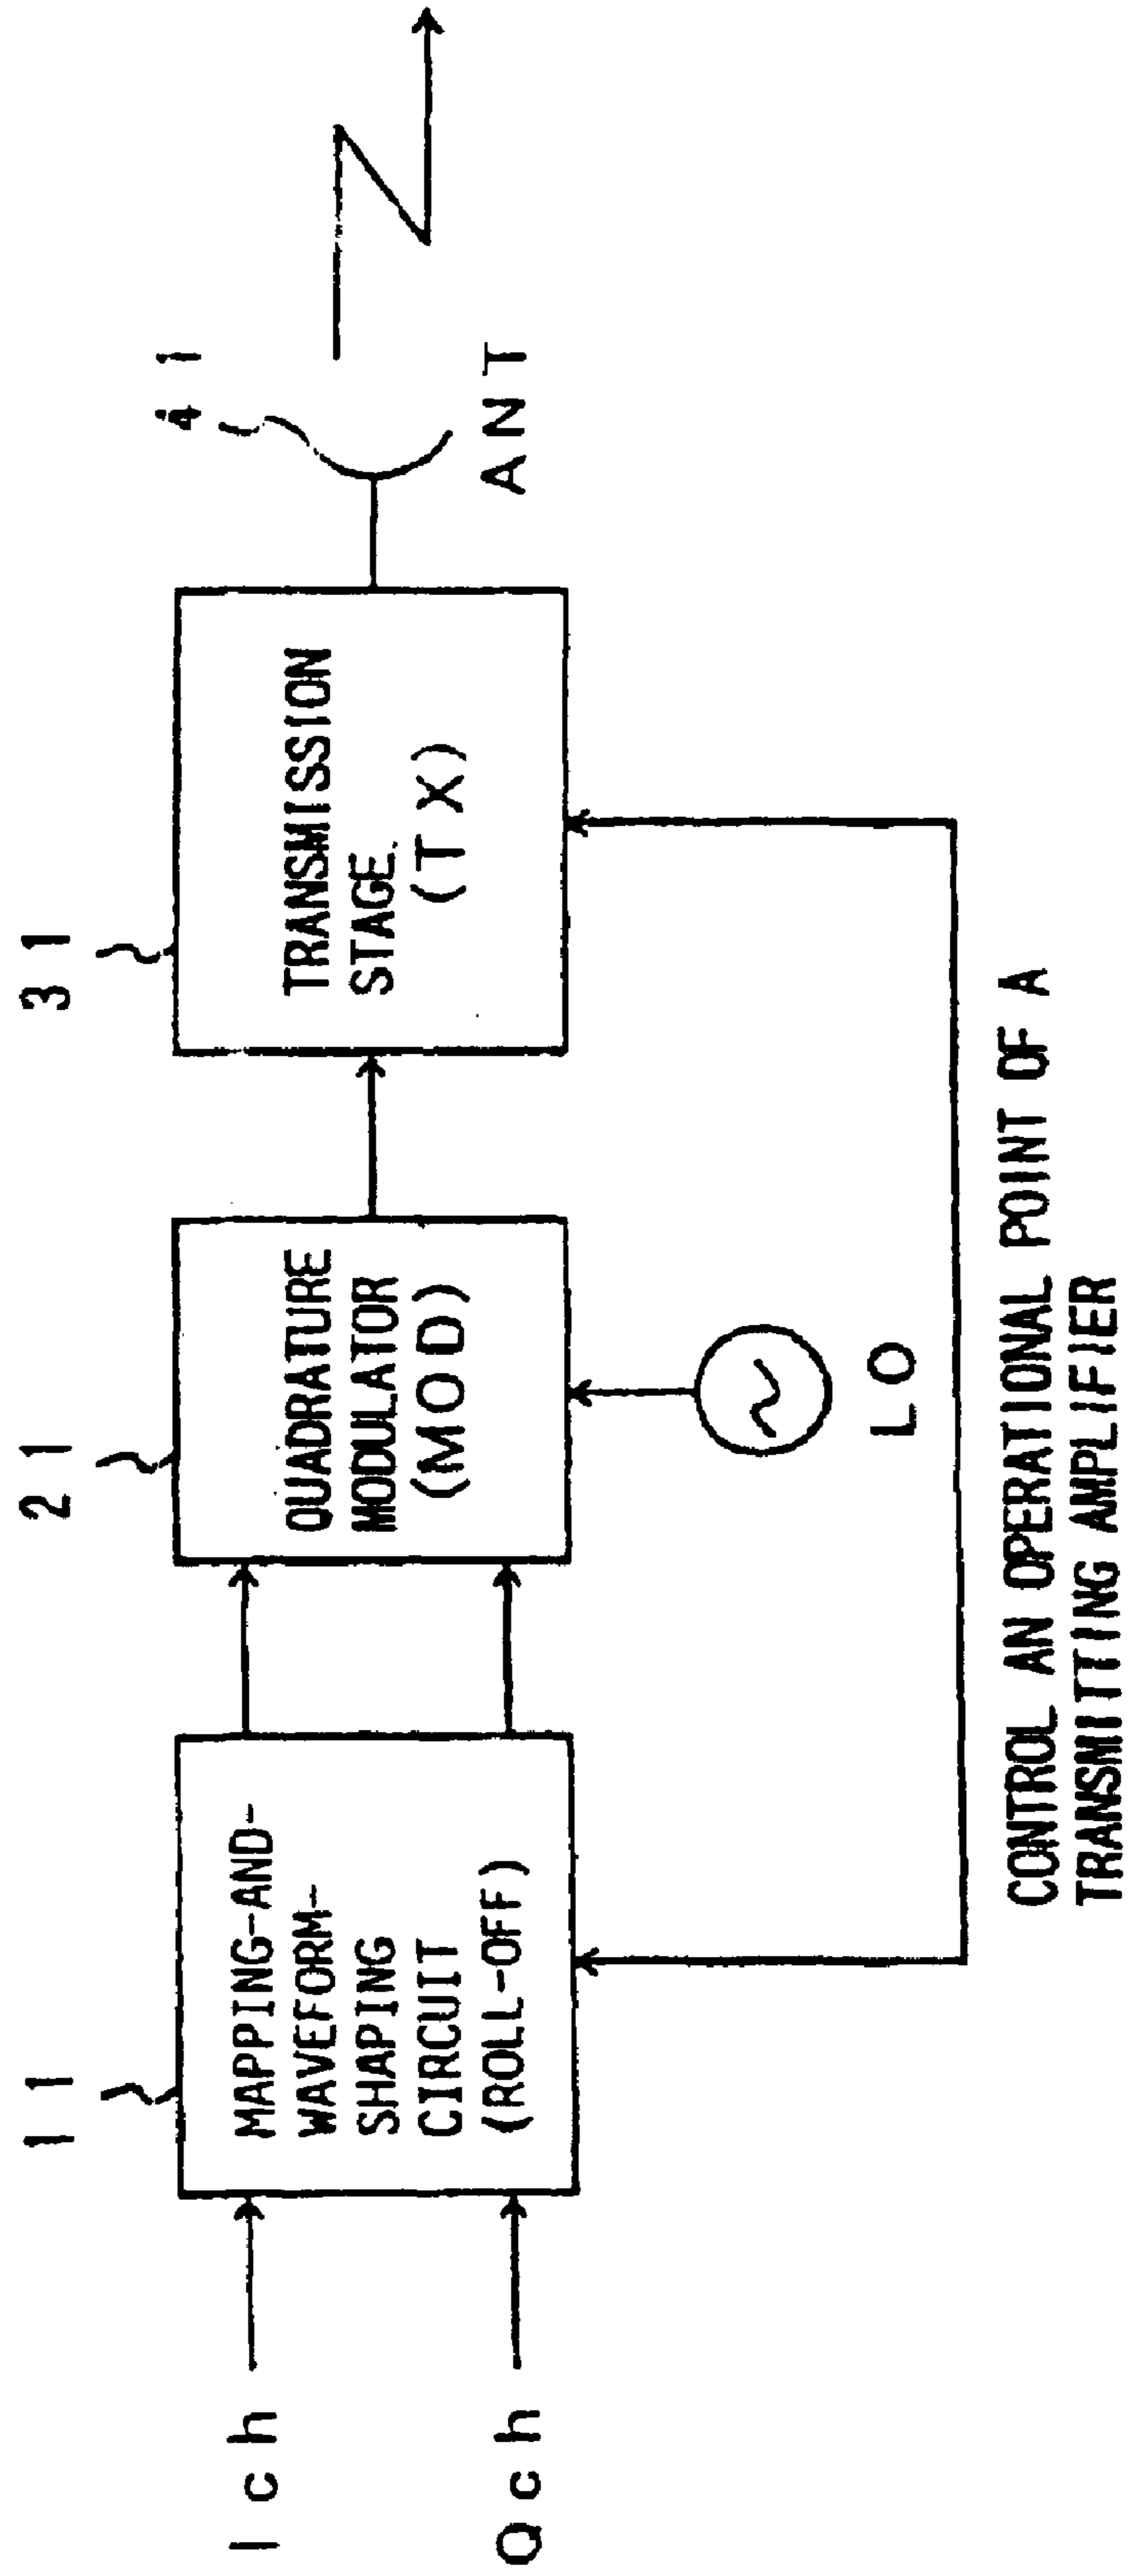 Ich
Qch
11
MAPPING-AND-
WAVEFORM-
SHAPING
CIRCUIT
(ROLL-OFF)
21
QUADRATURE
MODULATOR
(MOD)
LO
31
TRANSMISSION
STAGE
(TX)
41
ANT
CONTROL AN OPERATIONAL POINT OF A
TRANSMITTING AMPLIFIER